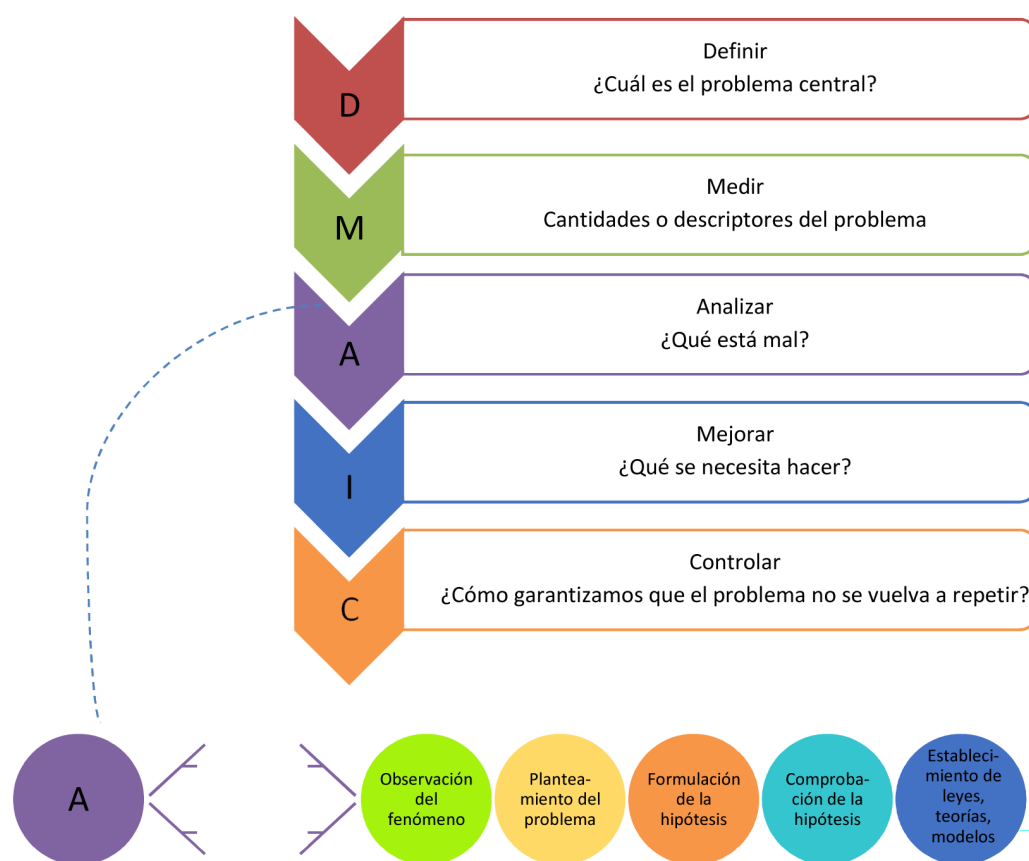 D
Definir
¿Cuál es el problema central?
M
Medir
Cantidades o descriptores del problema
A
Analizar
¿Qué está mal?
I
Mejorar
¿Qué se necesita hacer?
C
Controlar
¿Cómo garantizamos que el problema no se vuelva a repetir?
A
Observación
del
fenómeno
Plantea-
miento del
problema
Formulación
de la
hipótesis
Comproba-
ción de la
hipótesis
Estableci-
miento de
leyes,
teorías,
modelos